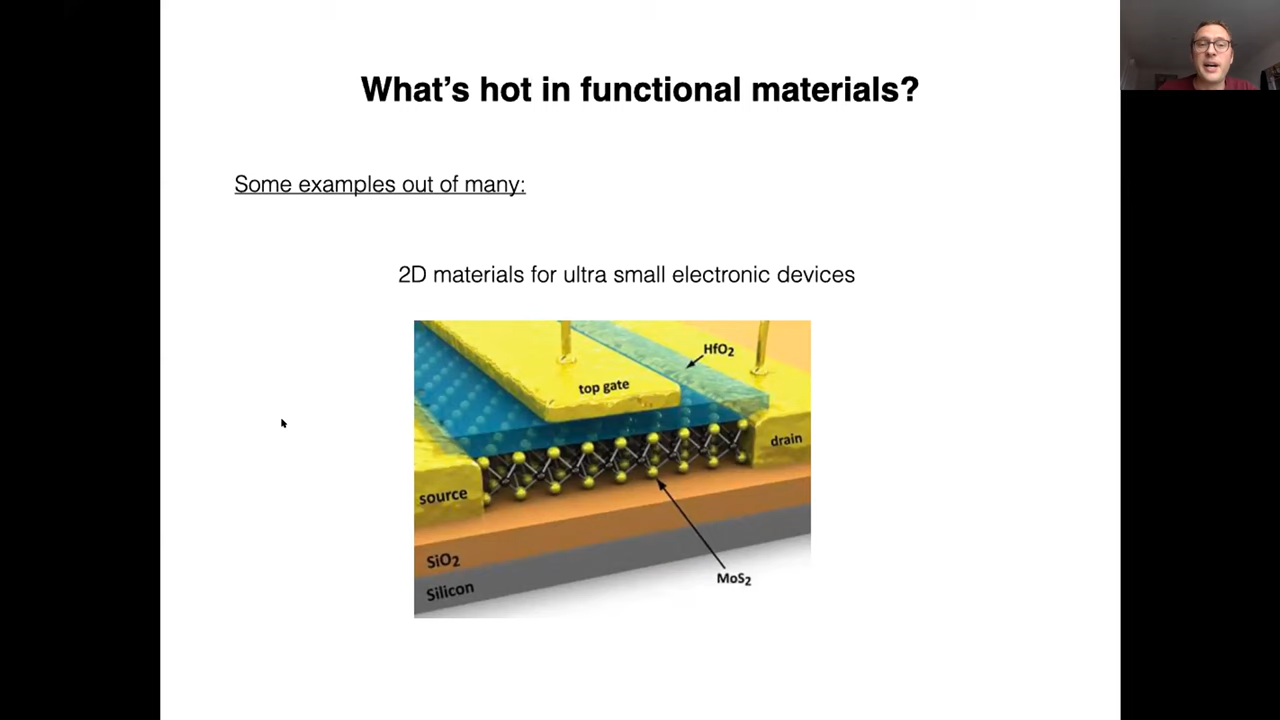 What's hot in functional materials?
Some examples out of many:
2D materials for ultra small electronic devices
HfO₂
top gate
drain
source
SiO₂
MoS₂
Silicon